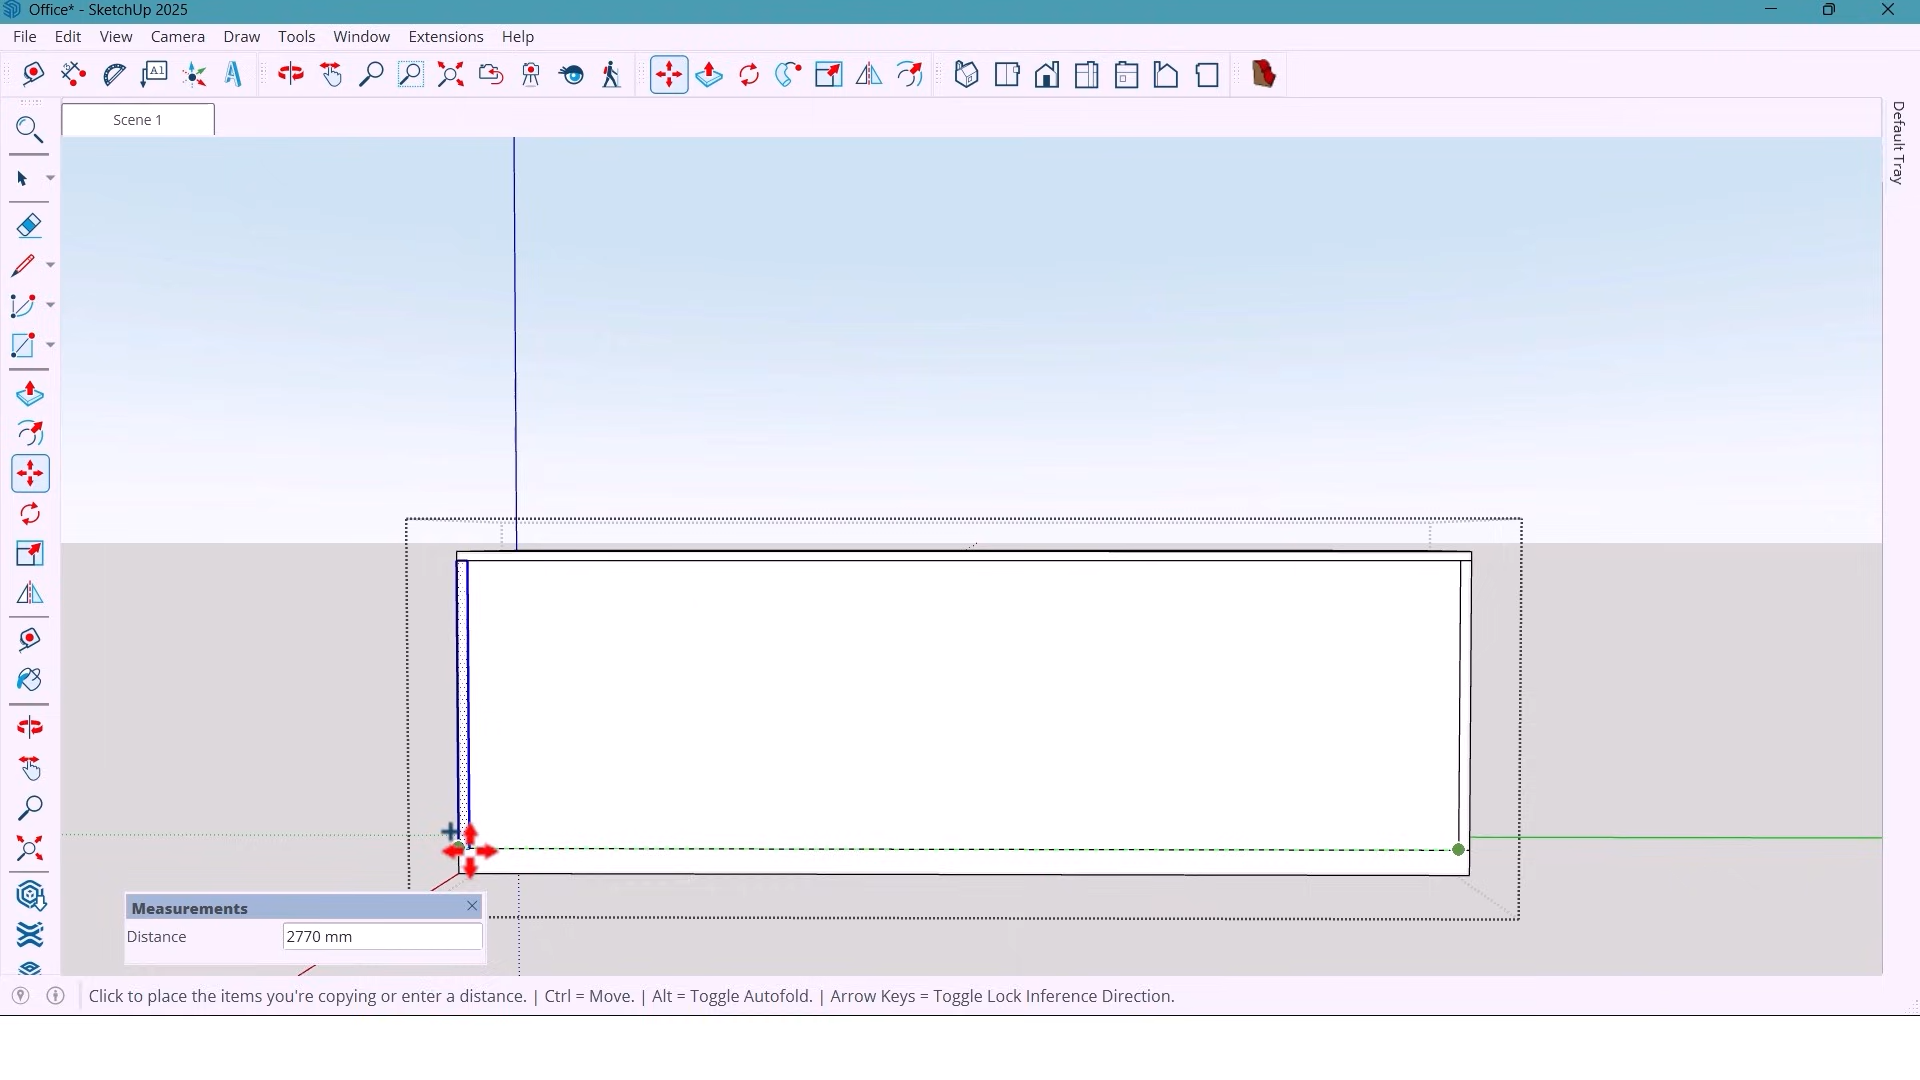 Office* - SketchUp 2025
File Edit View Camera Draw Tools Window Extensions Help
A1
Scene 1
Default Tray
Measurements
Distance 2770 mm
Click to place the items you're copying or enter a distance. | Ctrl = Move. | Alt = Toggle Autofold. | Arrow Keys = Toggle Lock Inference Direction.